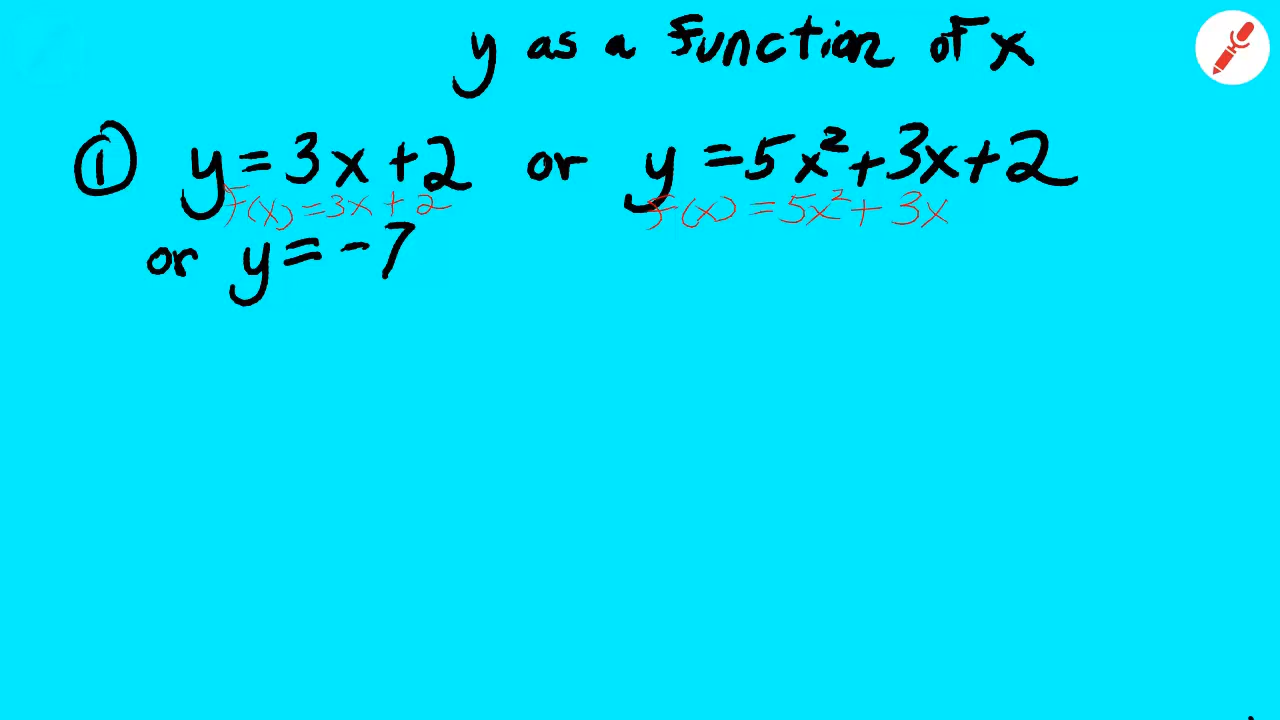 y as a function of x
① y = 3x + 2 or y = 5x² + 3x + 2
f(x) = 3x + 2 f(x) = 5x² + 3x
or y = -7